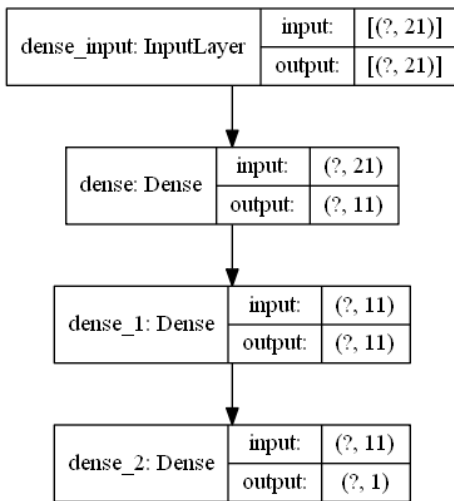 dense_input: InputLayer
input: [(?, 21)]
output: [(?, 21)]
dense: Dense
input: (?, 21)
output: (?, 11)
dense_1: Dense
input: (?, 11)
output: (?, 11)
dense_2: Dense
input: (?, 11)
output: (?, 1)